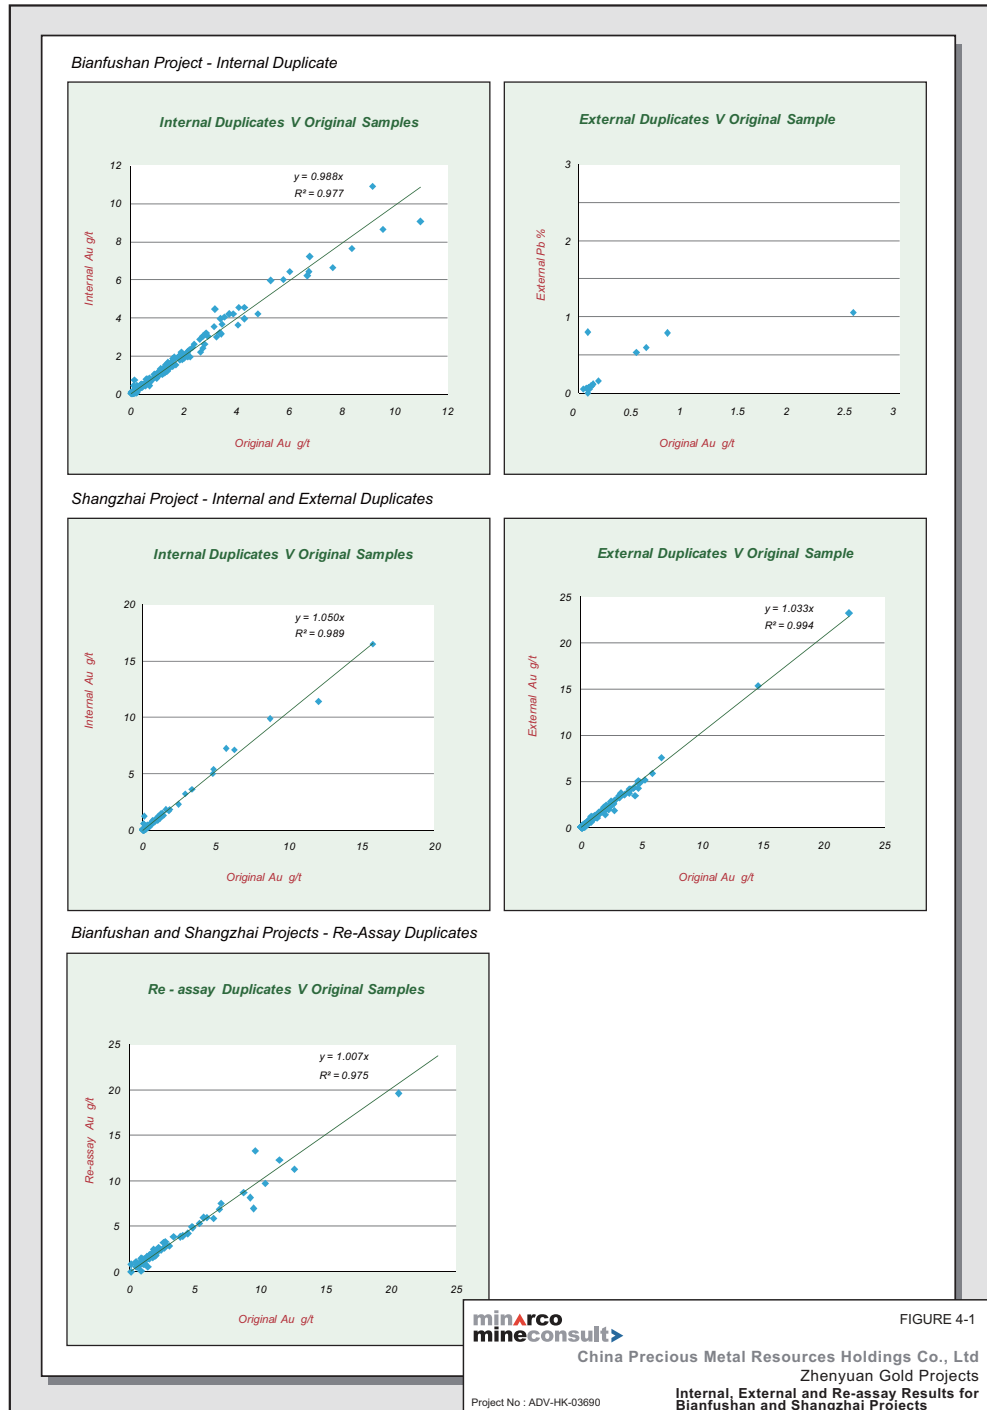 Bianfushan Project - Internal Duplicate
Internal Duplicates V Original Samples
y = 0.988x
R² = 0.977
Internal Au g/t
12
10
8
6
4
2
0
0 2 4 6 8 10 12
Original Au g/t
External Duplicates V Original Sample
External Pb %
3
2
1
0
0 0.5 1 1.5 2 2.5 3
Original Au g/t
Shangzhai Project - Internal and External Duplicates
Internal Duplicates V Original Samples
y = 1.050x
R² = 0.989
Internal Au g/t
20
15
10
5
0
0 5 10 15 20
Original Au g/t
External Duplicates V Original Sample
y = 1.033x
R² = 0.994
External Au g/t
25
20
15
10
5
0
0 5 10 15 20 25
Original Au g/t
Bianfushan and Shangzhai Projects - Re-Assay Duplicates
Re - assay Duplicates V Original Samples
y = 1.007x
R² = 0.975
Re-assay Au g/t
25
20
15
10
5
0
0 5 10 15 20 25
Original Au g/t
minarco
mineconsult
FIGURE 4-1
China Precious Metal Resources Holdings Co., Ltd
Zhenyuan Gold Projects
Internal, External and Re-assay Results for
Bianfushan and Shangzhai Projects
Project No : ADV-HK-03690